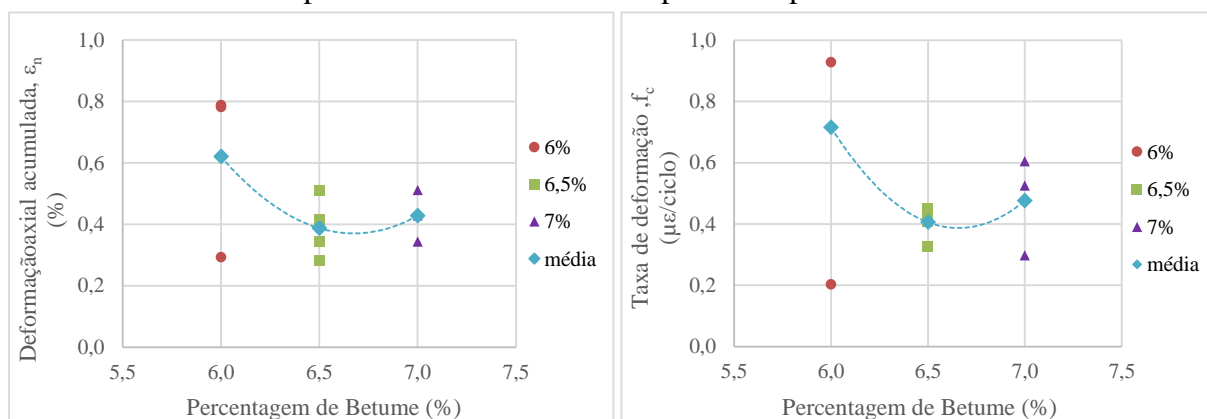 1,0
0,8
0,6
0,4
0,2
0,0
5,5 6,0 6,5 7,0 7,5
Deformaçãoaxial acumulada, εn
(%)
Percentagem de Betume (%)
6%
6,5%
7%
média
1,0
0,8
0,6
0,4
0,2
0,0
5,5 6,0 6,5 7,0 7,5
Taxa de deformação ,fc
(με/ciclo)
Percentagem de Betume (%)
6%
6,5%
7%
média